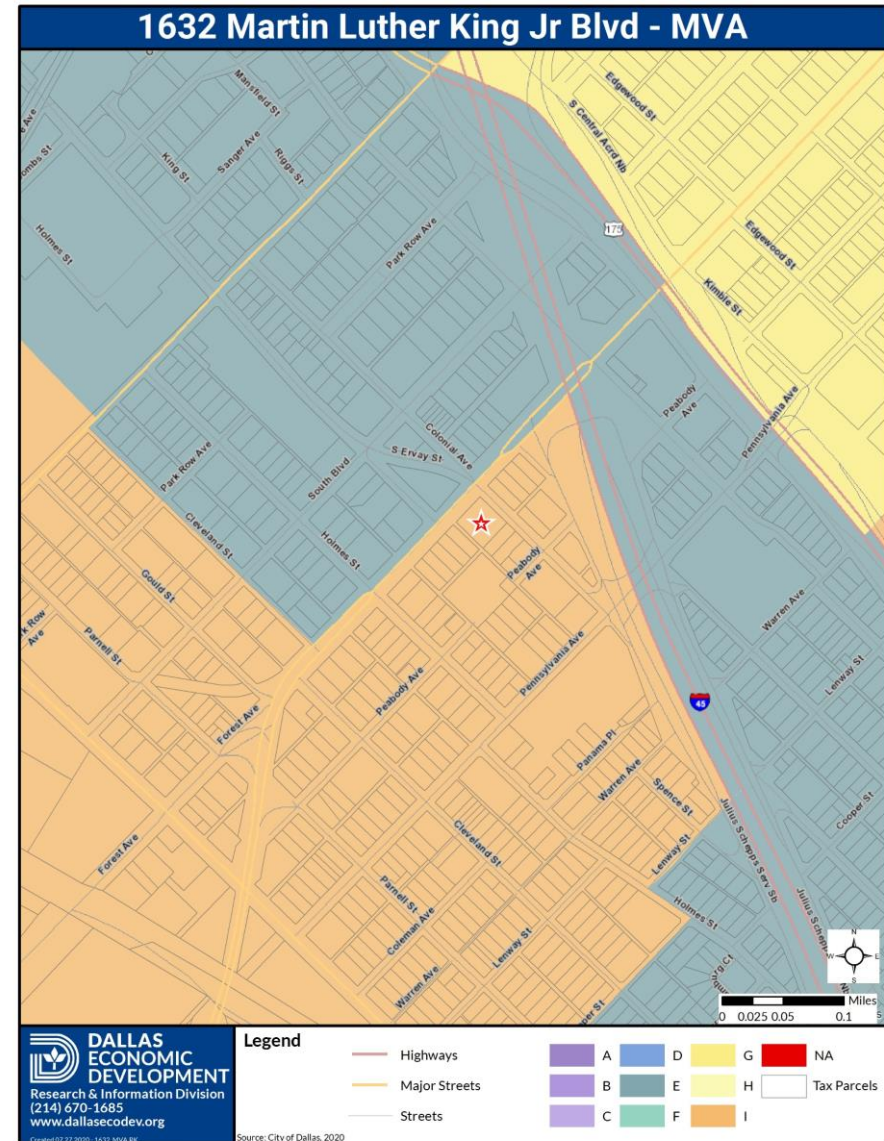 1632 Martin Luther King Jr Blvd - MVA
Mansfield St
Edgewood St
S Central Acrd Nb
King St
Sanger Ave
Riggs St
Holmes St
Park Row Ave
175
Edgewood St
Kimble St
Peabody Ave
Pennsylvania Ave
Colonial Ave
S Ervay St
South Blvd
Park Row Ave
Cleveland St
Holmes St
Peabody Ave
Gould St
Parnell St
Warren Ave
Lenway St
Forest Ave
Peabody Ave
Pennsylvania Ave
45
Panama Pl
Warren Ave
Spence St
Cooper St
Cleveland St
Forest Ave
Lenway St
Julius Schepps Serv Sb
Parnell St
Coleman Ave
Holmes St
Lenway St
Warren Ave
N
W E
S
Miles
0 0.025 0.05 0.1
DALLAS
ECONOMIC
DEVELOPMENT
Research & Information Division
(214) 670-1685
www.dallasecodev.org
Created 07.27.2020 - 1632 MVA
Legend
Highways
Major Streets
Streets
A D G NA
B E H Tax Parcels
C F I
Source: City of Dallas, 2020